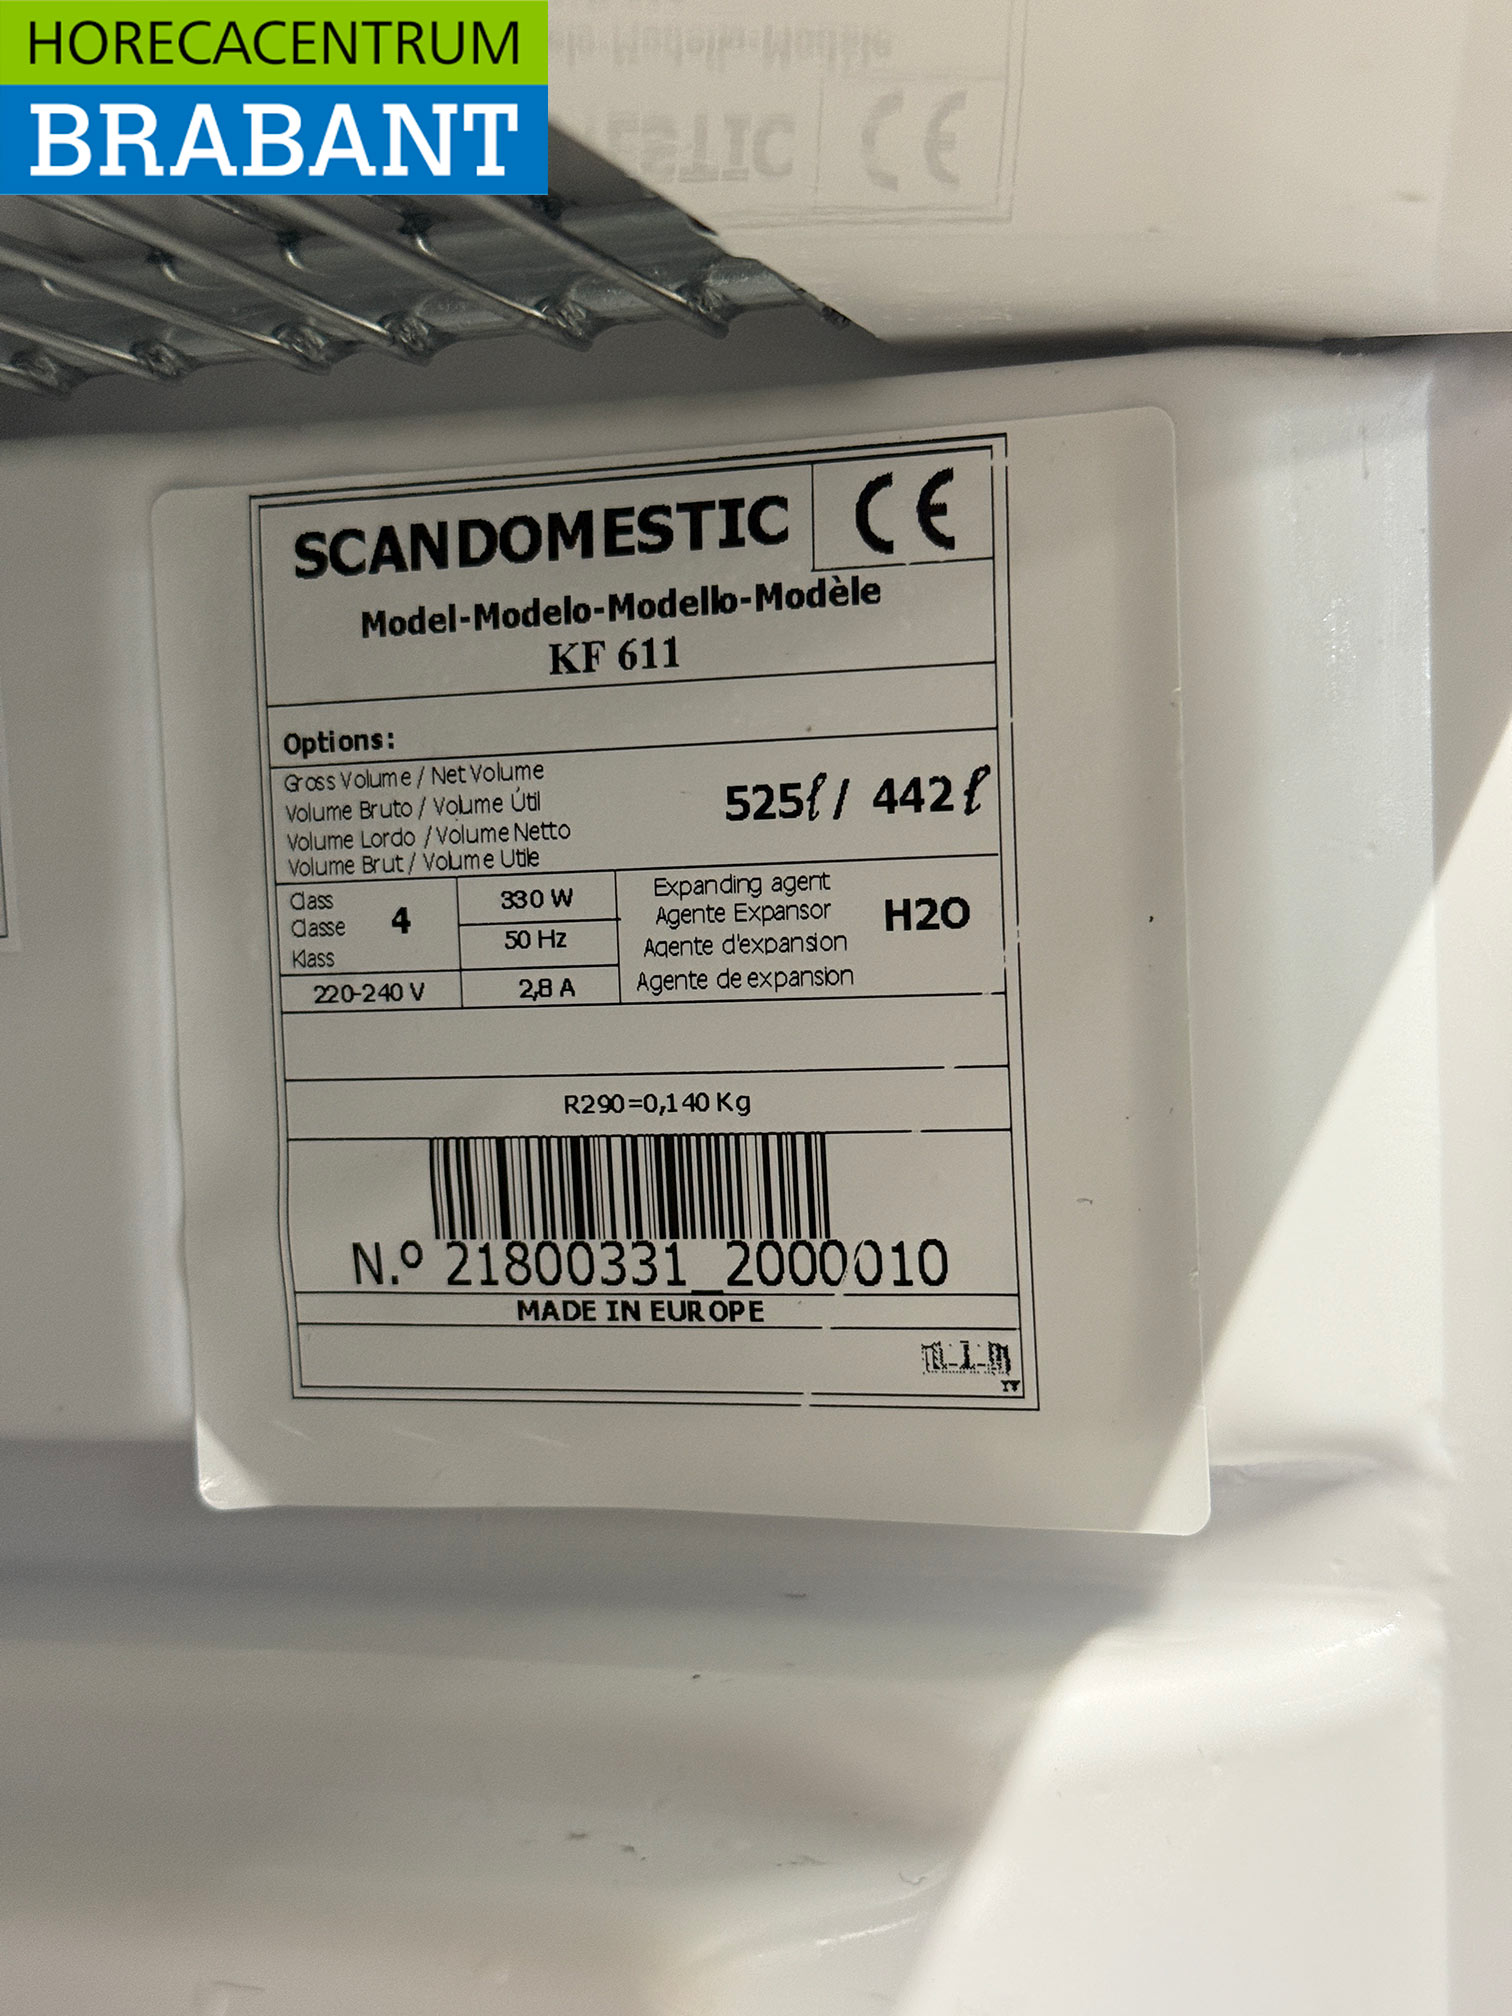 HORECACENTRUM
BRABANT
SCANDOMESTIC CE
Model-Modelo-Modello-Modèle
KF 611
Options:
Gross Volume / Net Volume
Volume Bruto / Volume Útil
Volume Lordo / Volume Netto
Volume Brut / Volume Utile
525ℓ / 442ℓ
Class
Classe
Klass
4
330 W
50 Hz
220-240 V
2,8 A
Expanding agent
Agente Expansor
Agente d'expansion
Agente de expansion
H2O
R290=0,140 Kg
N.º 21800331_2000010
MADE IN EUROPE